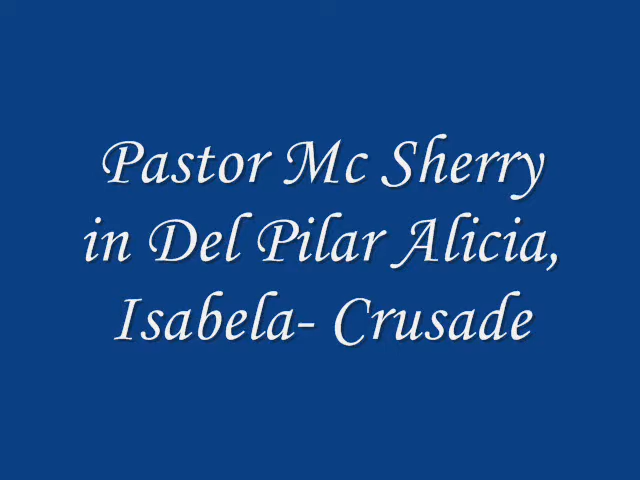 Pastor Mc Sherry
in Del Pilar Alicia,
Isabela- Crusade